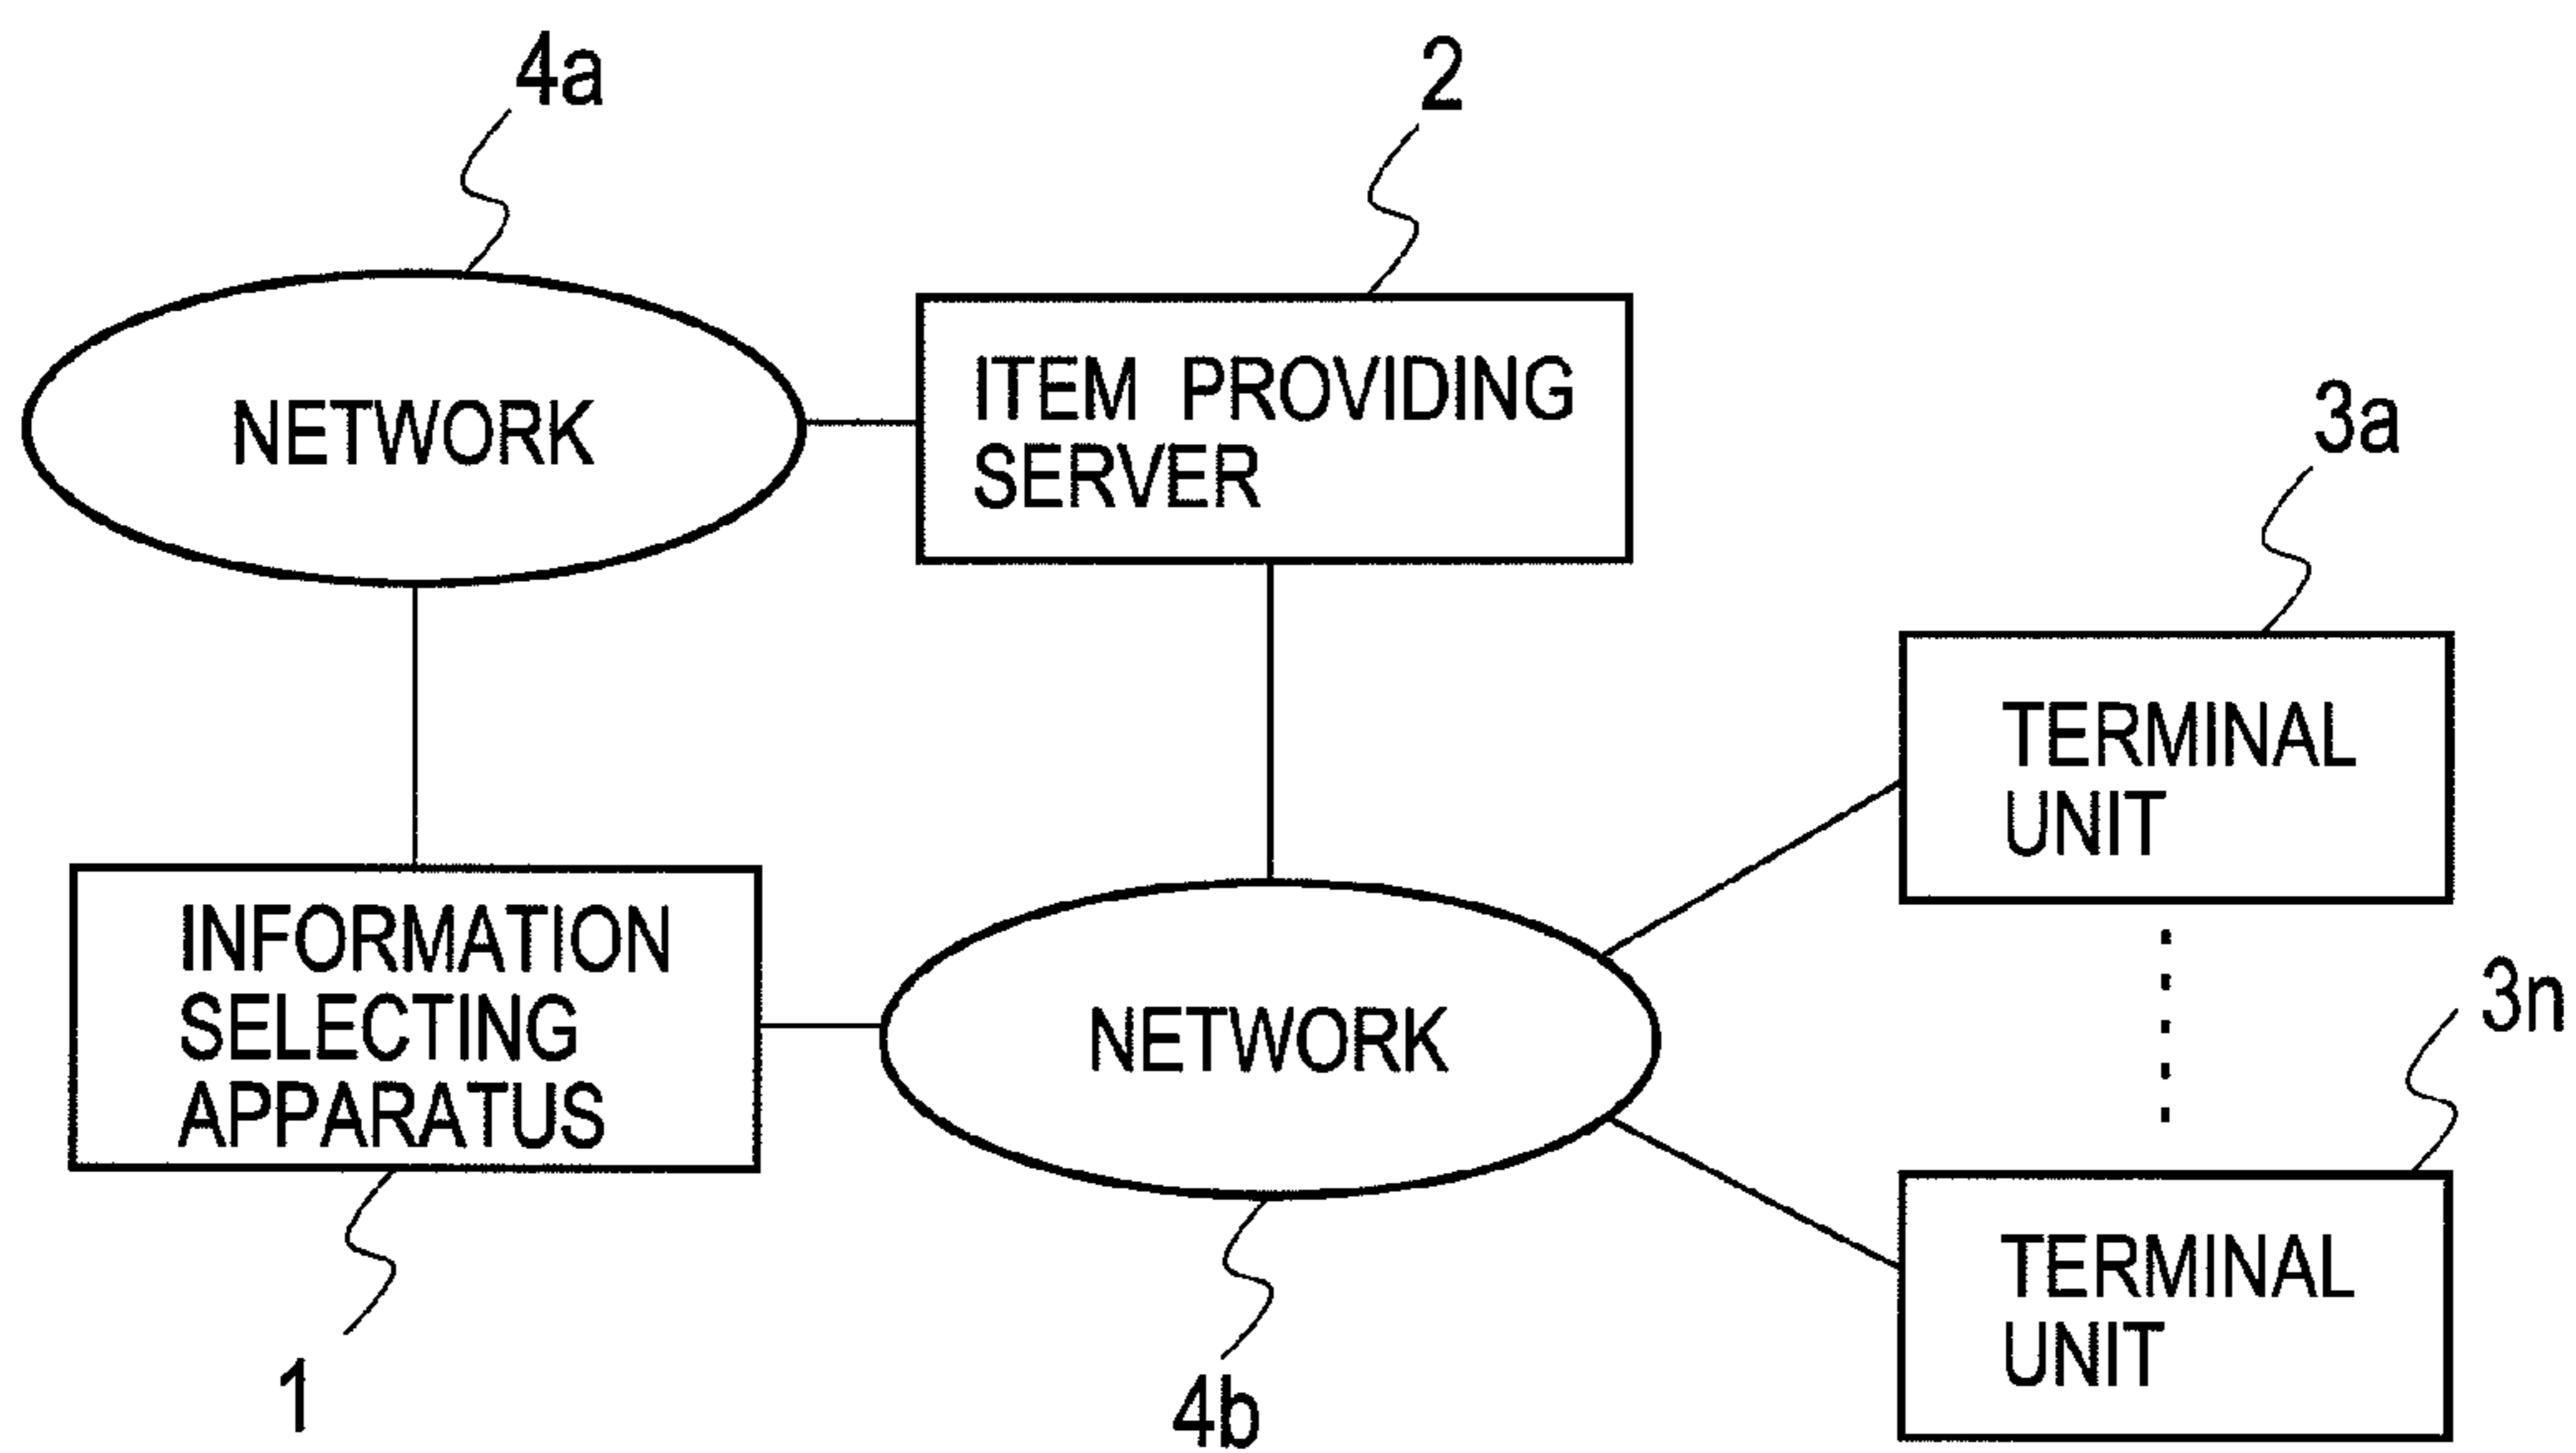 4a
2
NETWORK
ITEM PROVIDING
SERVER
3a
TERMINAL
UNIT
INFORMATION
SELECTING
APPARATUS
NETWORK
3n
TERMINAL
UNIT
1
4b